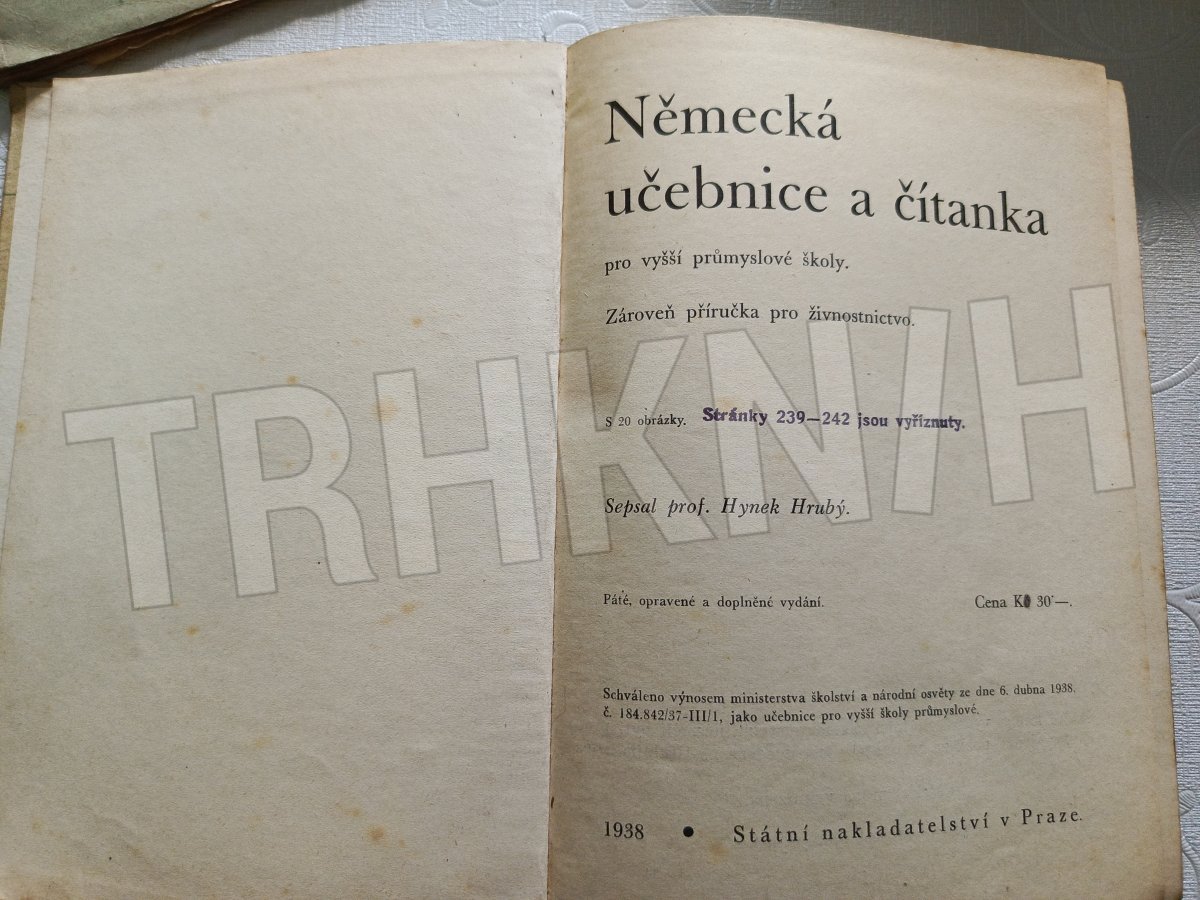 Německá
učebnice a čítanka
pro vyšší průmyslové školy.
Zároveň příručka pro živnostnictvo.
S 20 obrázky. Stránky 239—242 jsou vyříznuty.
Sepsal prof. Hynek Hrubý.
Páté, opravené a doplněné vydání. Cena K 30·—.
Schváleno výnosem ministerstva školství a národní osvěty ze dne 6. dubna 1938.
č. 184.842/37-III/1, jako učebnice pro vyšší školy průmyslové.
1938 • Státní nakladatelství v Praze.
TRHKNIH